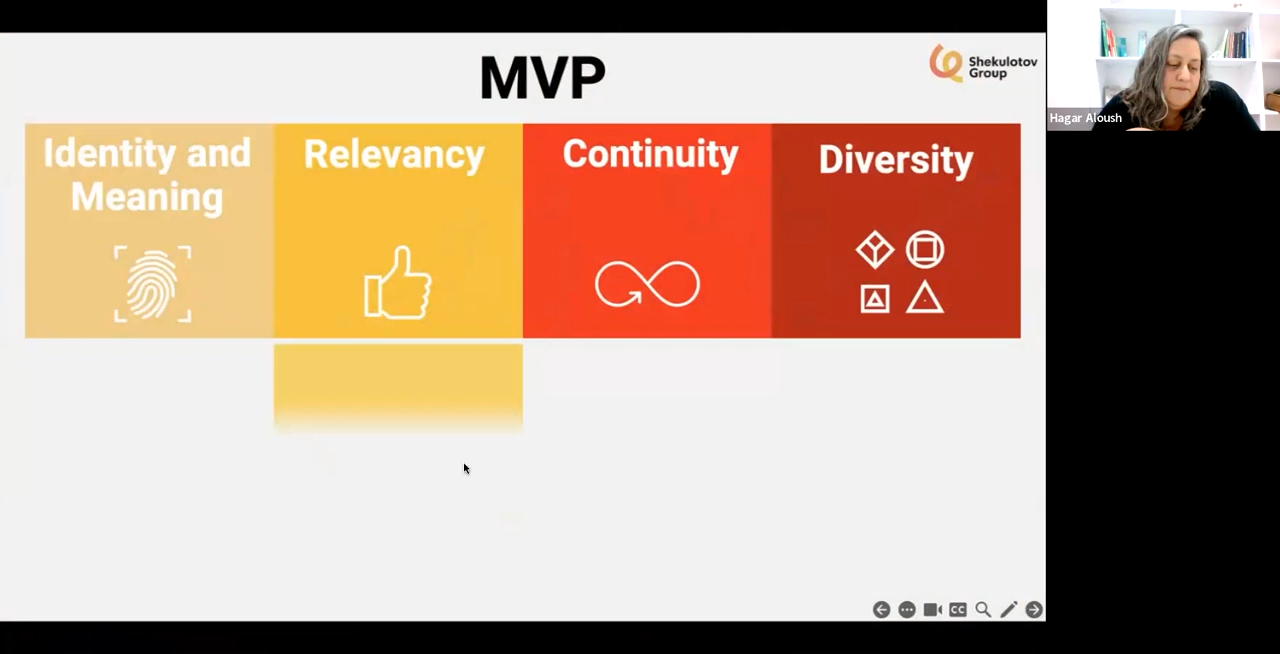 MVP
Shekulotov
Group
Hagar Aloush
Identity and
Meaning
Relevancy
Continuity
Diversity
CC